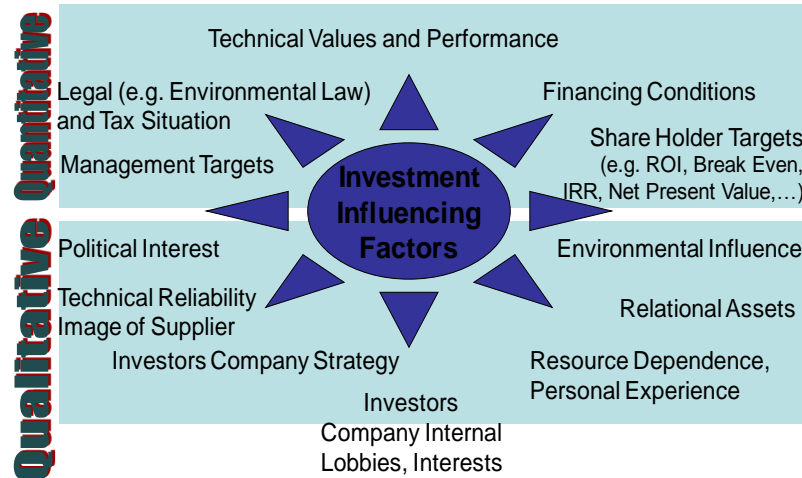 Quantitative
Technical Values and Performance
Legal (e.g. Environmental Law)
and Tax Situation
Financing Conditions
Management Targets
Share Holder Targets
(e.g. ROI, Break Even,
IRR, Net Present Value,…)
Investment
Influencing
Factors
Qualitative
Political Interest
Environmental Influence
Technical Reliability
Image of Supplier
Relational Assets
Investors Company Strategy
Resource Dependence,
Personal Experience
Investors
Company Internal
Lobbies, Interests